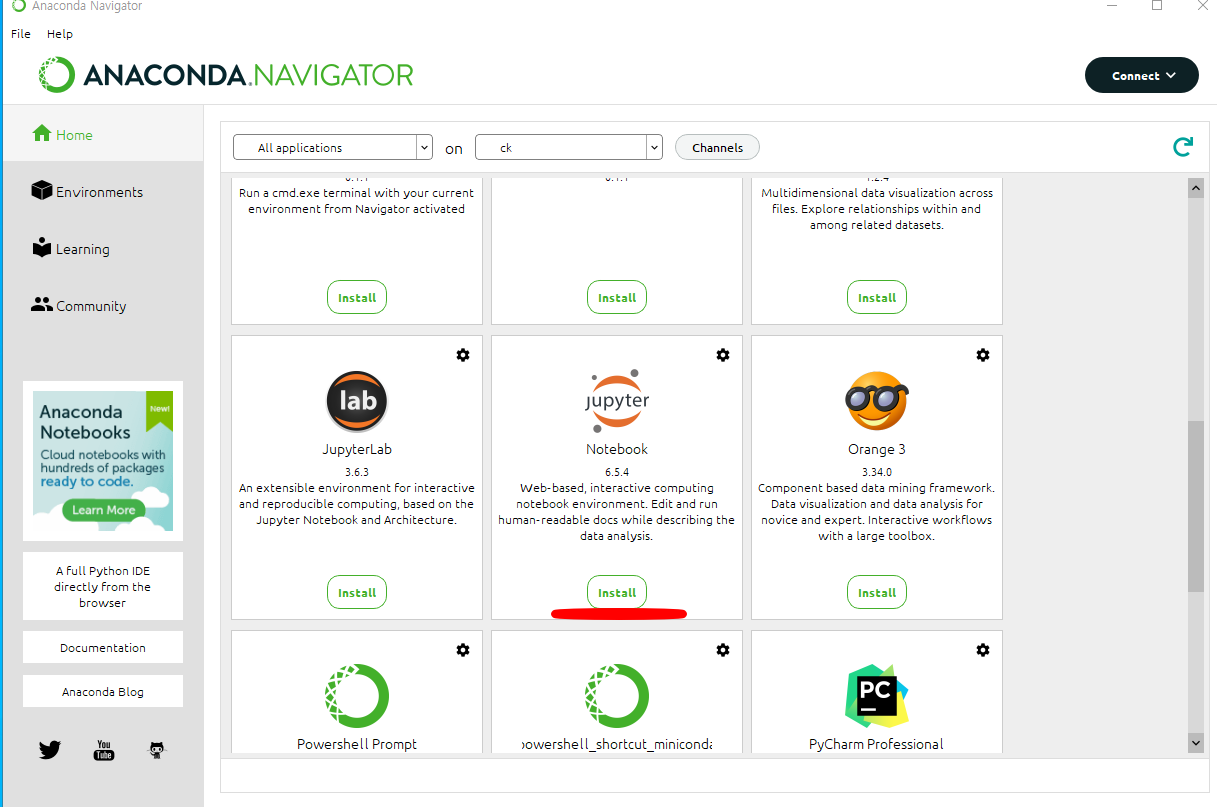 Anaconda Navigator
File Help
ANACONDA.NAVIGATOR
Connect
Home
All applications on ck Channels
Environments
Learning
Community
Run a cmd.exe terminal with your current
environment from Navigator activated
Install
Install
Multidimensional data visualization across
files. Explore relationships within and
among related datasets.
Install
lab
JupyterLab
3.6.3
An extensible environment for interactive
and reproducible computing, based on the
Jupyter Notebook and Architecture.
Install
jupyter
Notebook
6.5.4
Web-based, interactive computing
notebook environment. Edit and run
human-readable docs while describing the
data analysis.
Install
Orange 3
3.34.0
Component based data mining framework.
Data visualization and data analysis for
novice and expert. Interactive workflows
with a large toolbox.
Install
Powershell Prompt
powershell_shortcut_miniconda
PC
PyCharm Professional
Anaconda
Notebooks
New!
Cloud notebooks with
hundreds of packages
ready to code.
Learn More
A full Python IDE
directly from the
browser
Documentation
Anaconda Blog
You
Tube